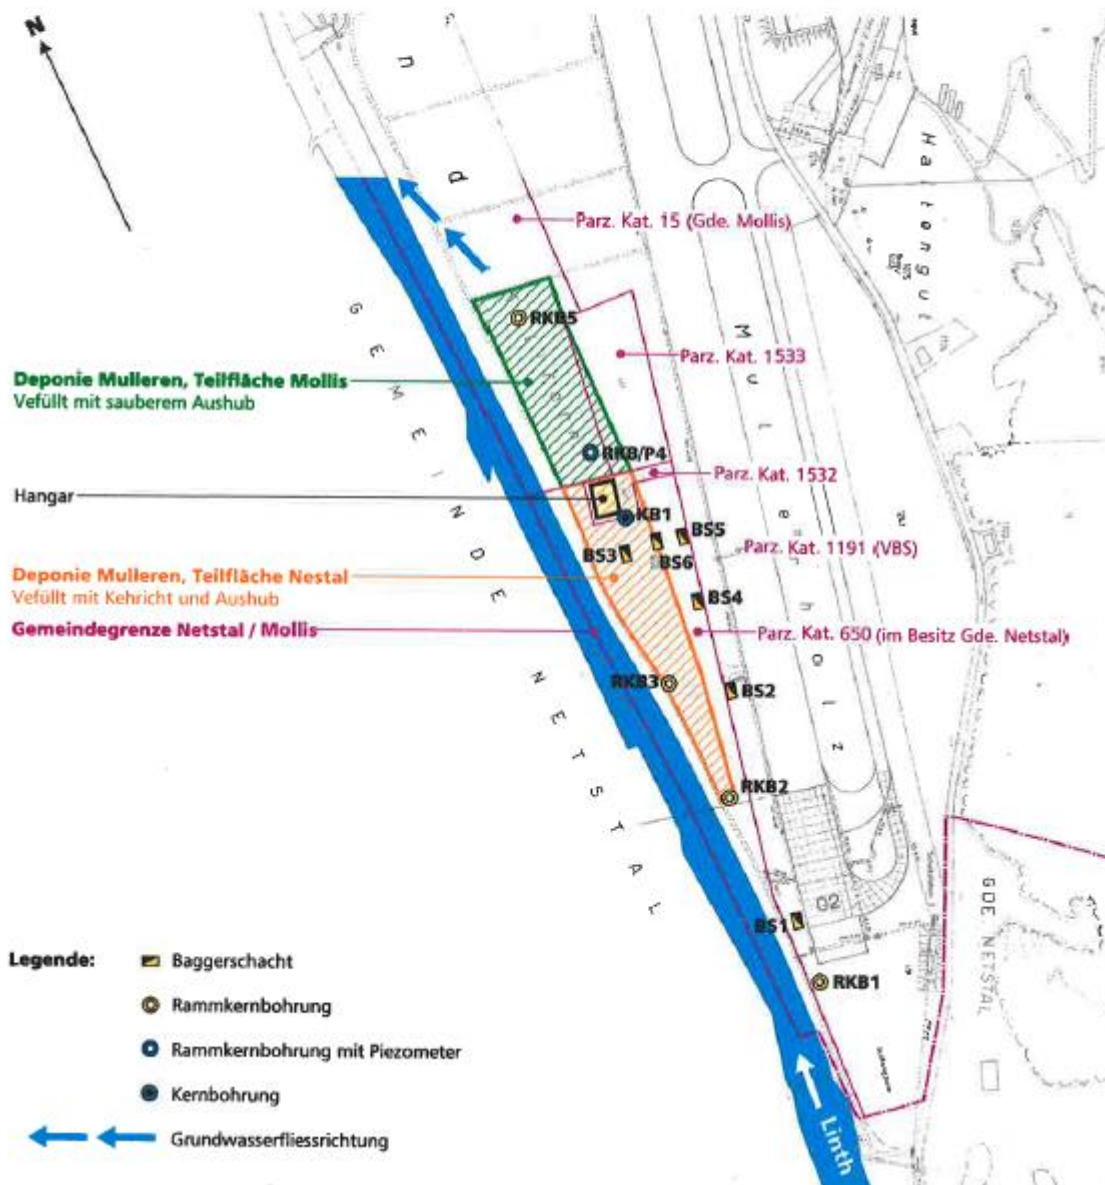 N
n
d
Parz. Kat. 15 (Gde. Mollis)
Haltengut
RKB5
Mullernholz
Parz. Kat. 1533
Deponie Mulleren, Teilfläche Mollis
Vefüllt mit sauberem Aushub
RKB/P4
Parz. Kat. 1532
Hangar
KB1
BS5
BS3
BS6
Parz. Kat. 1191 (VBS)
Deponie Mulleren, Teilfläche Nestal
Vefüllt mit Kehricht und Aushub
BS4
Gemeindegrenze Netstal / Mollis
Parz. Kat. 650 (im Besitz Gde. Netstal)
GEMEINDE NETSTAL
RKB3
BS2
RKB2
02
GDE. NETSTAL
BS1
RKB1
Legende:
Baggerschacht
Rammkernbohrung
Rammkernbohrung mit Piezometer
Kernbohrung
Grundwasserfliessrichtung
Linth